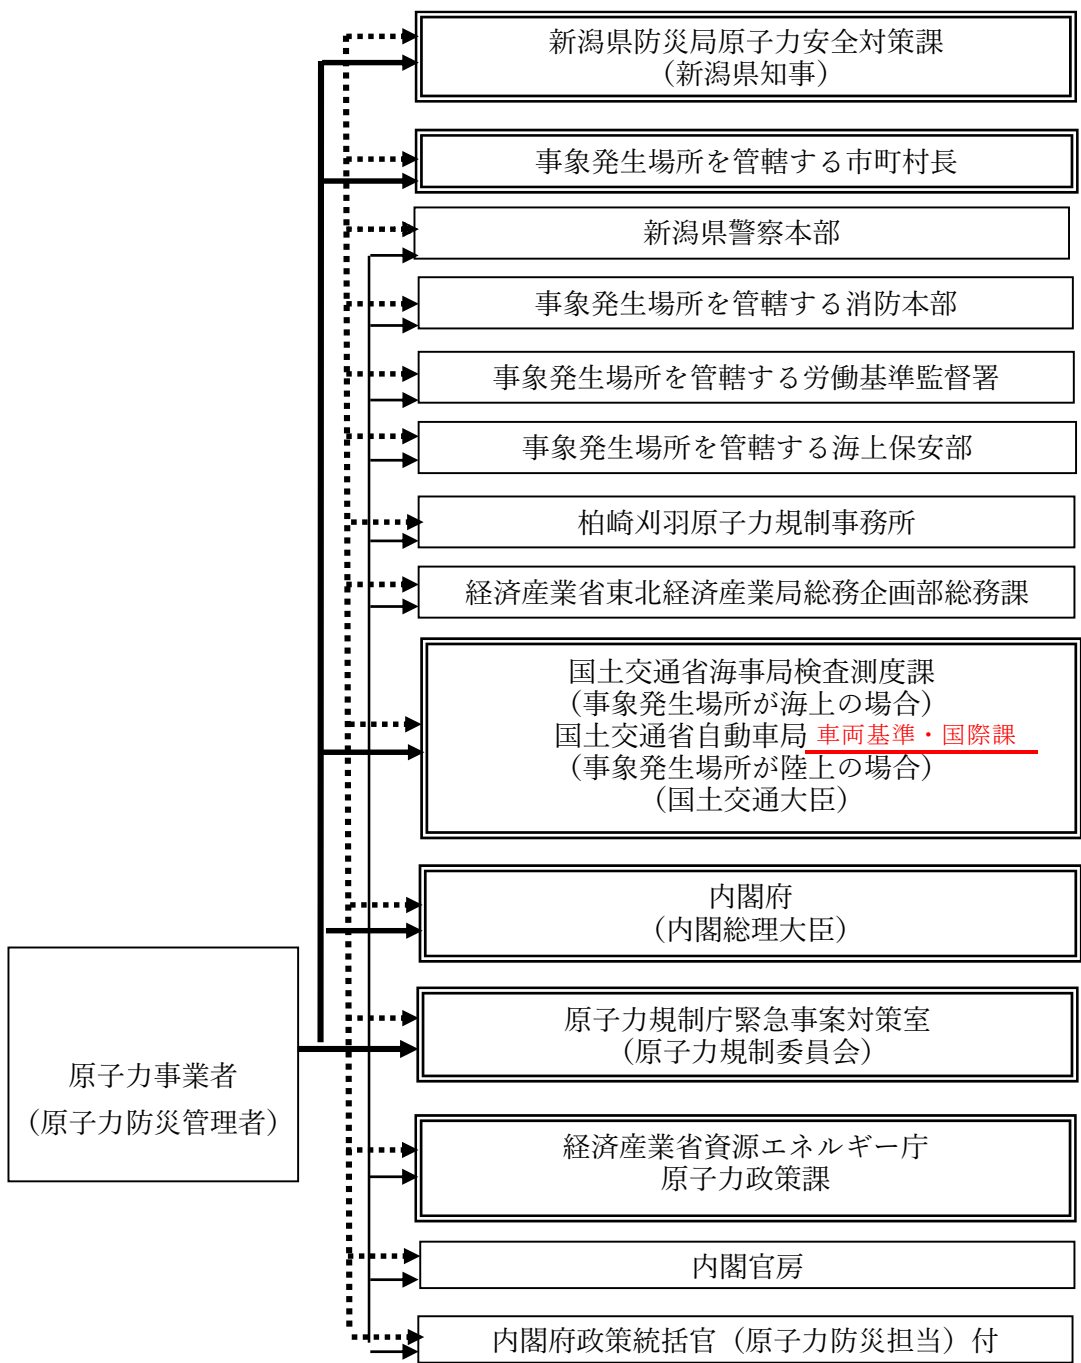 新潟県防災局原子力安全対策課
（新潟県知事）
事象発生場所を管轄する市町村長
新潟県警察本部
事象発生場所を管轄する消防本部
事象発生場所を管轄する労働基準監督署
事象発生場所を管轄する海上保安部
柏崎刈羽原子力規制事務所
経済産業省東北経済産業局総務企画部総務課
国土交通省海事局検査測度課
（事象発生場所が海上の場合）
国土交通省自動車局 車両基準・国際課
（事象発生場所が陸上の場合）
（国土交通大臣）
内閣府
（内閣総理大臣）
原子力規制庁緊急事案対策室
（原子力規制委員会）
原子力事業者
（原子力防災管理者）
経済産業省資源エネルギー庁
原子力政策課
内閣官房
内閣府政策統括官（原子力防災担当）付